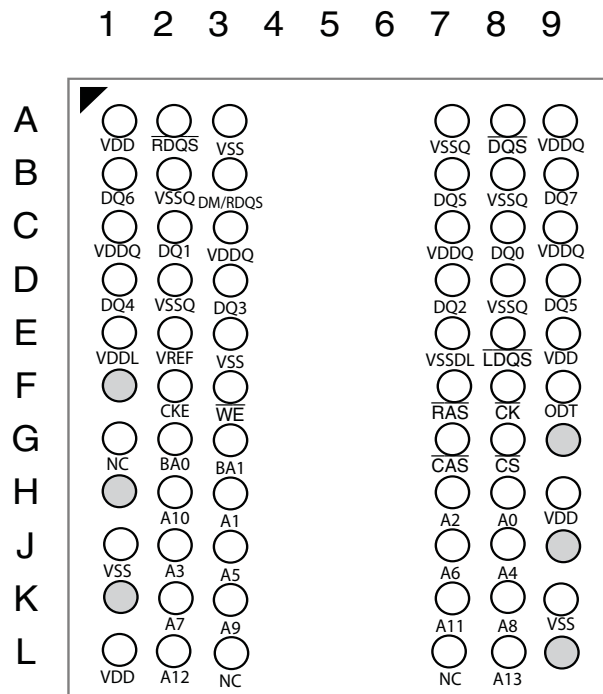 1 2 3 4 5 6 7 8 9
A
VDD RDQS VSS VSSQ DQS VDDQ
B
DQ6 VSSQ DM/RDQS DQS VSSQ DQ7
C
VDDQ DQ1 VDDQ VDDQ DQ0 VDDQ
D
DQ4 VSSQ DQ3 DQ2 VSSQ DQ5
E
VDDL VREF VSS VSSDL LDQS VDD
F
CKE WE RAS CK ODT
G
NC BA0 BA1 CAS CS
H
A10 A1 A2 A0 VDD
J
VSS A3 A5 A6 A4
K
A7 A9 A11 A8 VSS
L
VDD A12 NC NC A13